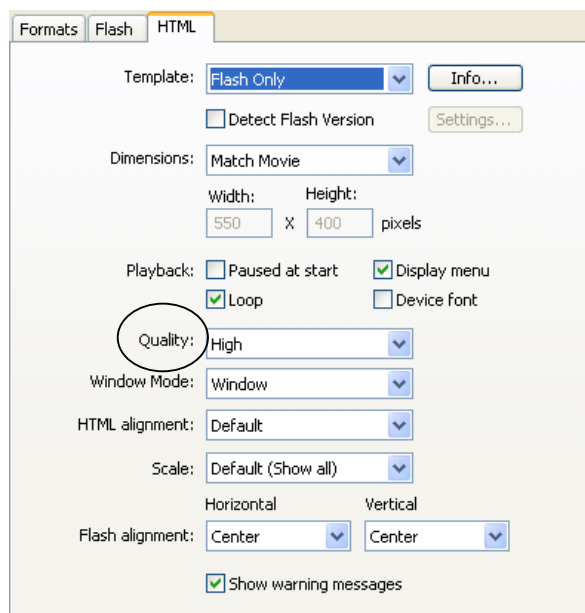 Formats Flash HTML
Template: Flash Only Info...
Detect Flash Version Settings...
Dimensions: Match Movie
Width: Height:
550 X 400 pixels
Playback: Paused at start Display menu
Loop Device font
Quality: High
Window Mode: Window
HTML alignment: Default
Scale: Default (Show all)
Horizontal Vertical
Flash alignment: Center Center
Show warning messages